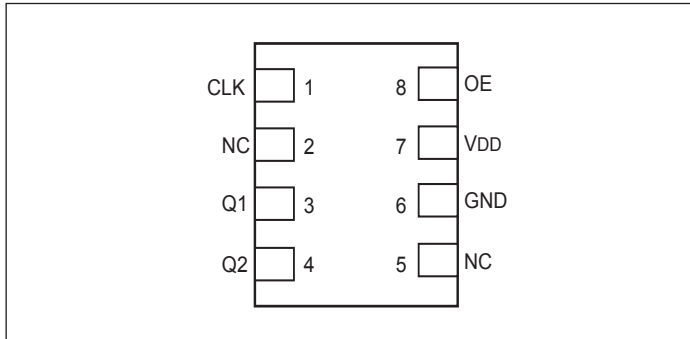 CLK 1 8 OE
NC 2 7 VDD
Q1 3 6 GND
Q2 4 5 NC